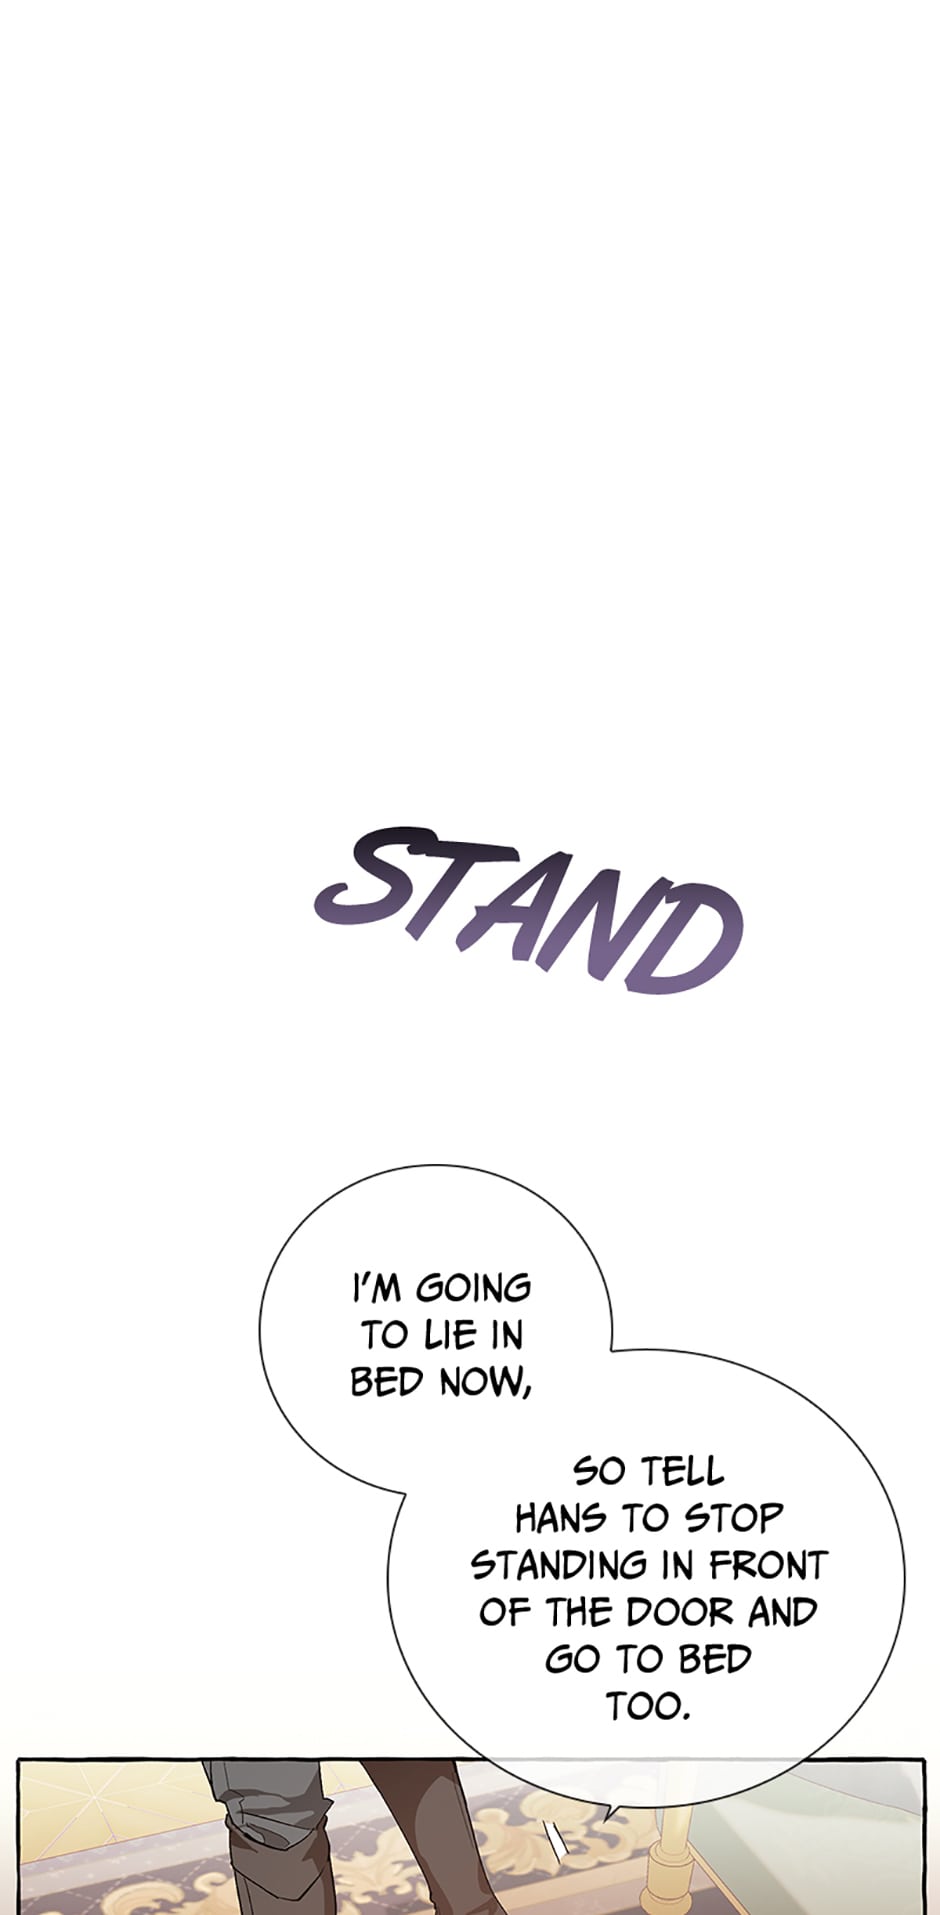 STAND
I'M GOING
TO LIE IN
BED NOW,
SO TELL
HANS TO STOP
STANDING IN FRONT
OF THE DOOR AND
GO TO BED
TOO.